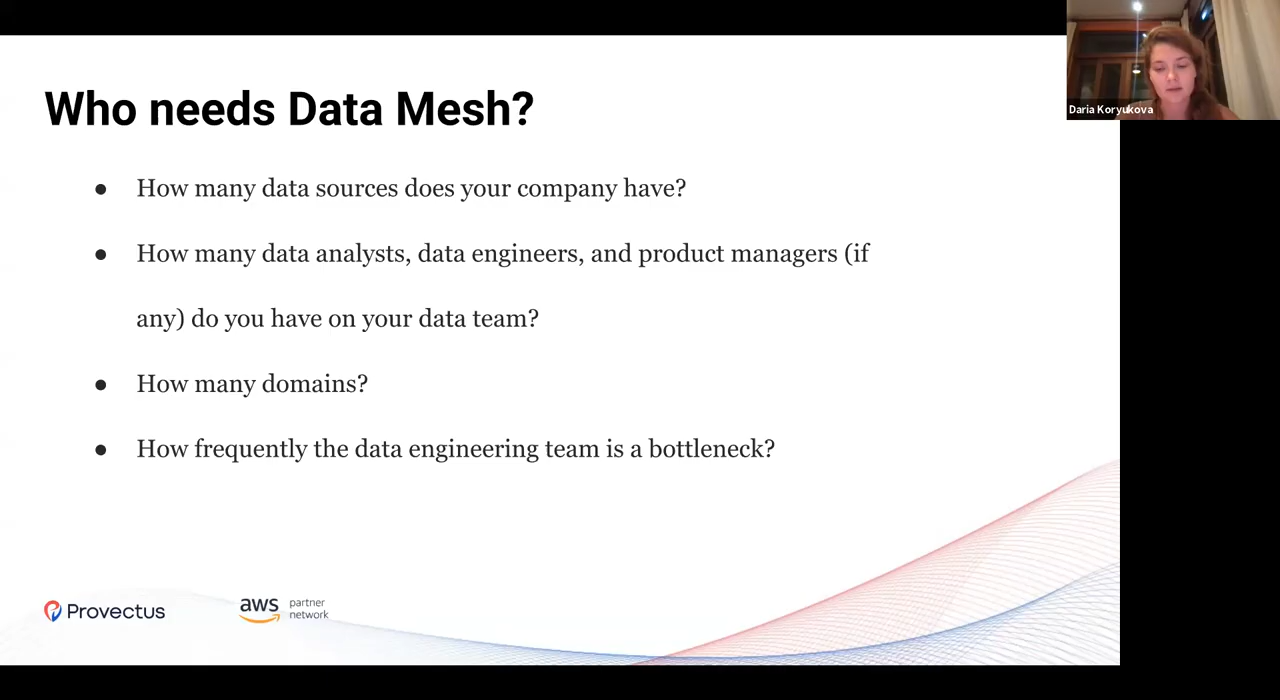 Who needs Data Mesh?
● How many data sources does your company have?
● How many data analysts, data engineers, and product managers (if
any) do you have on your data team?
● How many domains?
● How frequently the data engineering team is a bottleneck?
Provectus
aws partner
network
Daria Koryukova